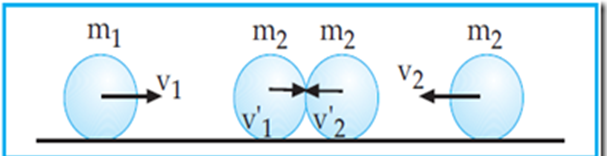 m₁ m₂ m₂ m₂
v₁ v'₁ v'₂ v₂